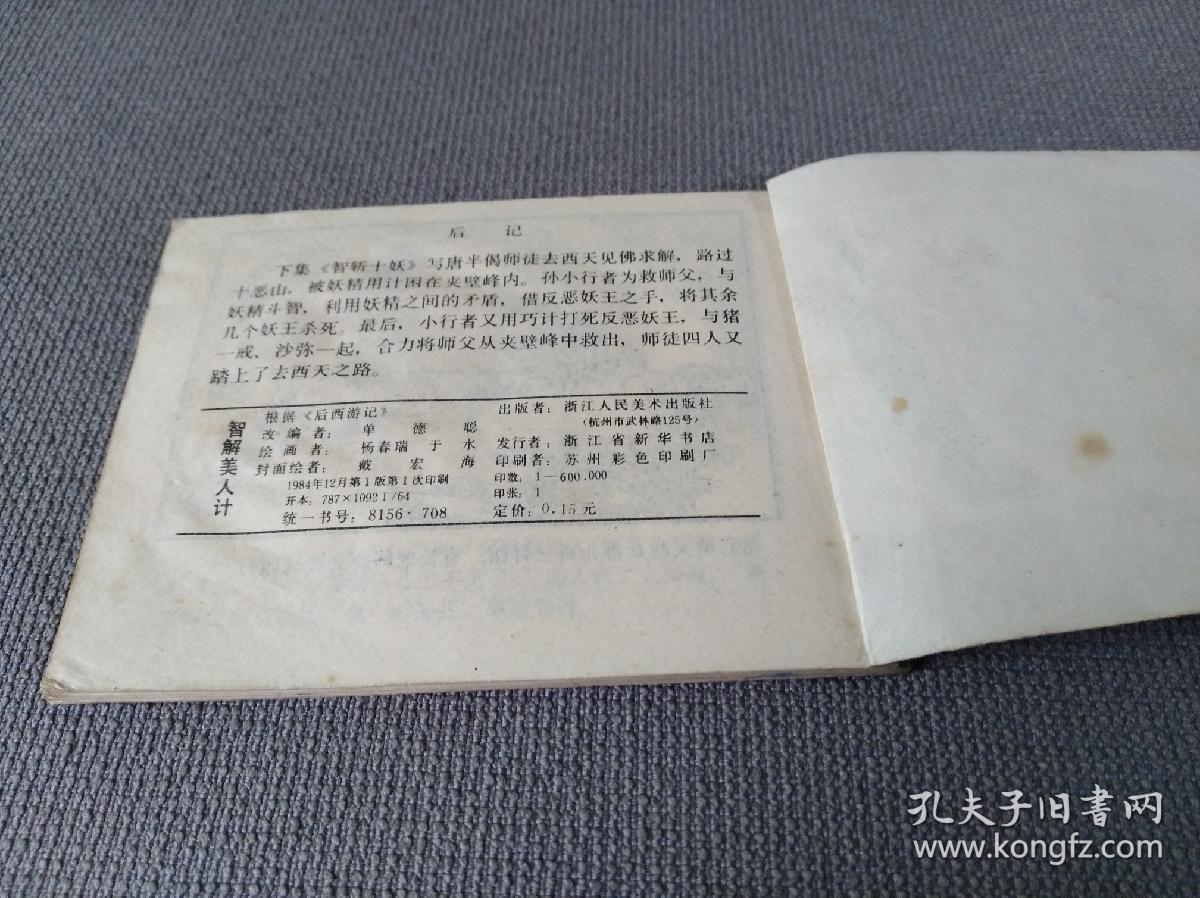 后 记
下集《智斩十妖》写唐半偈师徒去西天见佛求解，路过
十恶山，被妖精用计困在夹壁峰内。孙小行者为救师父，与
妖精斗智，利用妖精之间的矛盾，借反恶妖王之手，将其余
几个妖王杀死。最后，小行者又用巧计打死反恶妖王，与猪
一戒、沙弥一起，合力将师父从夹壁峰中救出，师徒四人又
踏上了去西天之路。
智解美人计
根据《后西游记》
改编者：单德聪
绘画者：杨春瑞 于水
封面绘者：戴宏海
1984年12月第1版第1次印刷
开本：787×1092 1/64
统一书号：8156·708
出版者：浙江人民美术出版社
（杭州市武林路125号）
发行者：浙江省新华书店
印刷者：苏州彩色印刷厂
印数：1—600.000
印张：1
定价：0.15元
孔夫子旧书网
www.kongfz.com